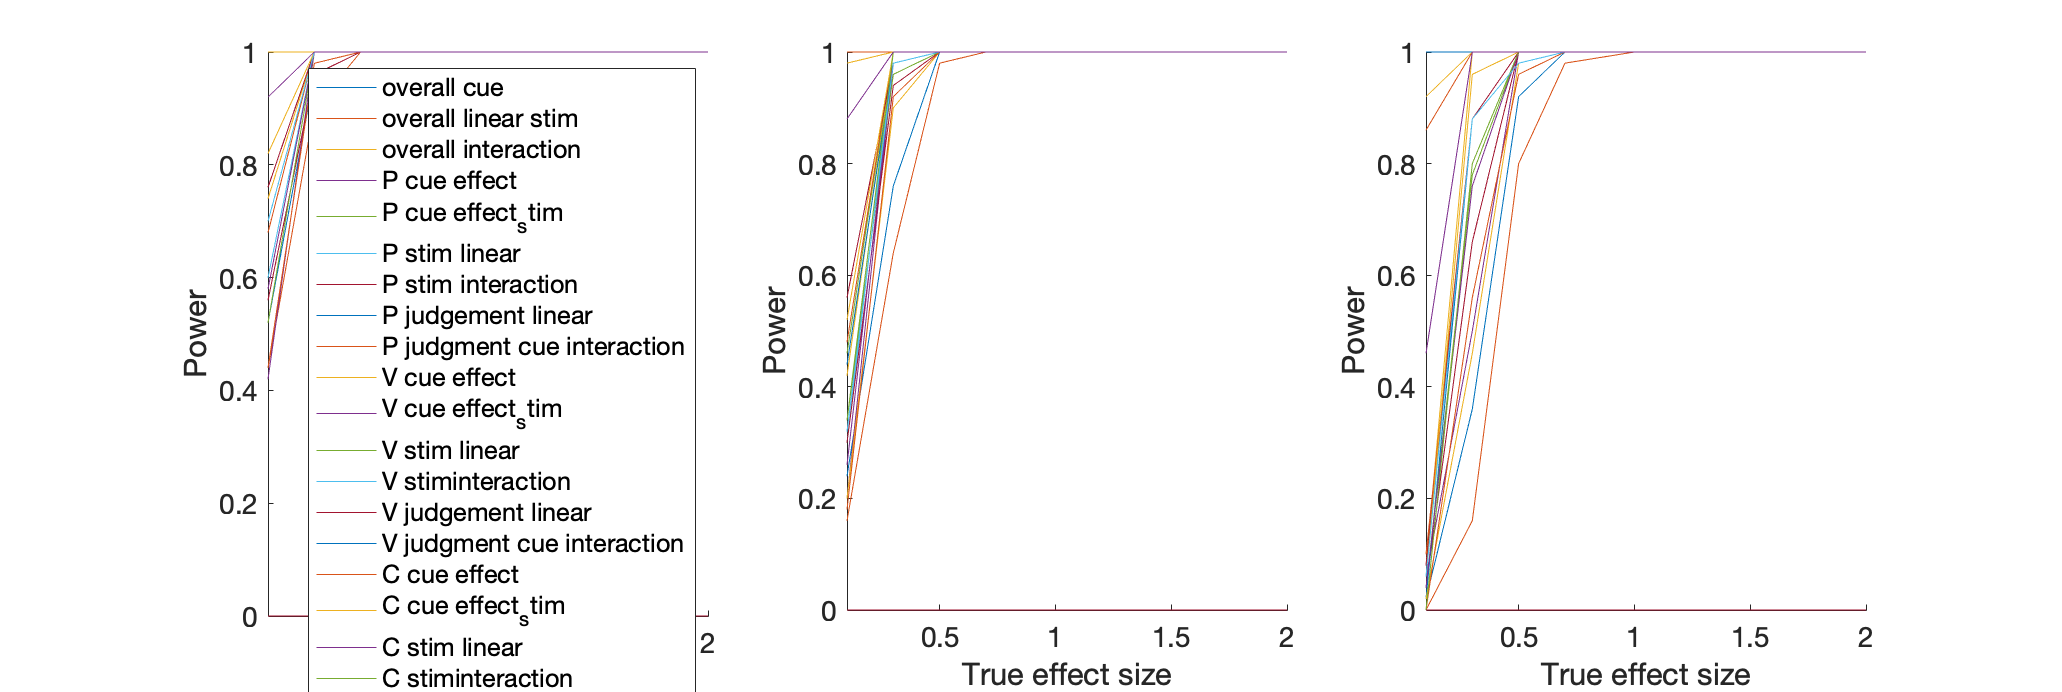 1
0.8
0.6
0.4
0.2
0
Power
2
overall cue
overall linear stim
overall interaction
P cue effect
P cue effectstim
P stim linear
P stim interaction
P judgement linear
P judgment cue interaction
V cue effect
V cue effectstim
V stim linear
V stiminteraction
V judgement linear
V judgment cue interaction
C cue effect
C cue effectstim
C stim linear
C stiminteraction
1
0.8
0.6
0.4
0.2
0
Power
0.5 1 1.5 2
True effect size
1
0.8
0.6
0.4
0.2
0
Power
0.5 1 1.5 2
True effect size